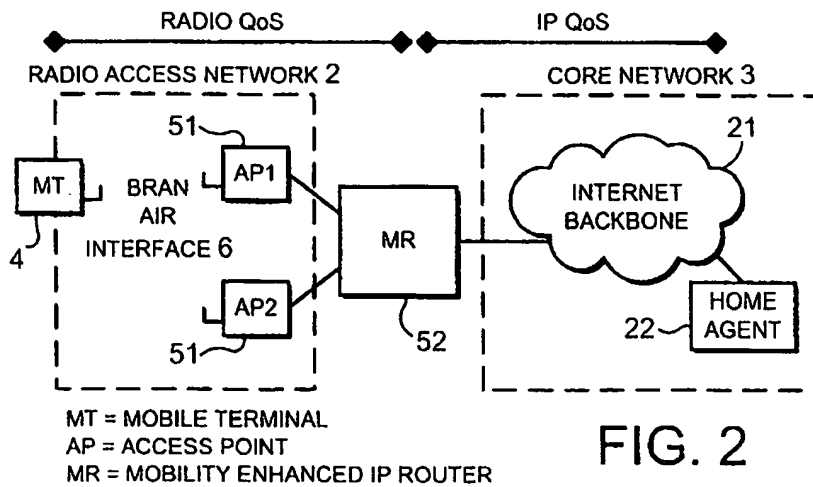 RADIO QoS
IP QoS
RADIO ACCESS NETWORK 2
CORE NETWORK 3
51
21
MT.
AP1
BRAN
AIR
INTERFACE 6
4
MR
INTERNET
BACKBONE
AP2
51
52
HOME
AGENT
22
MT = MOBILE TERMINAL
AP = ACCESS POINT
MR = MOBILITY ENHANCED IP ROUTER
FIG. 2